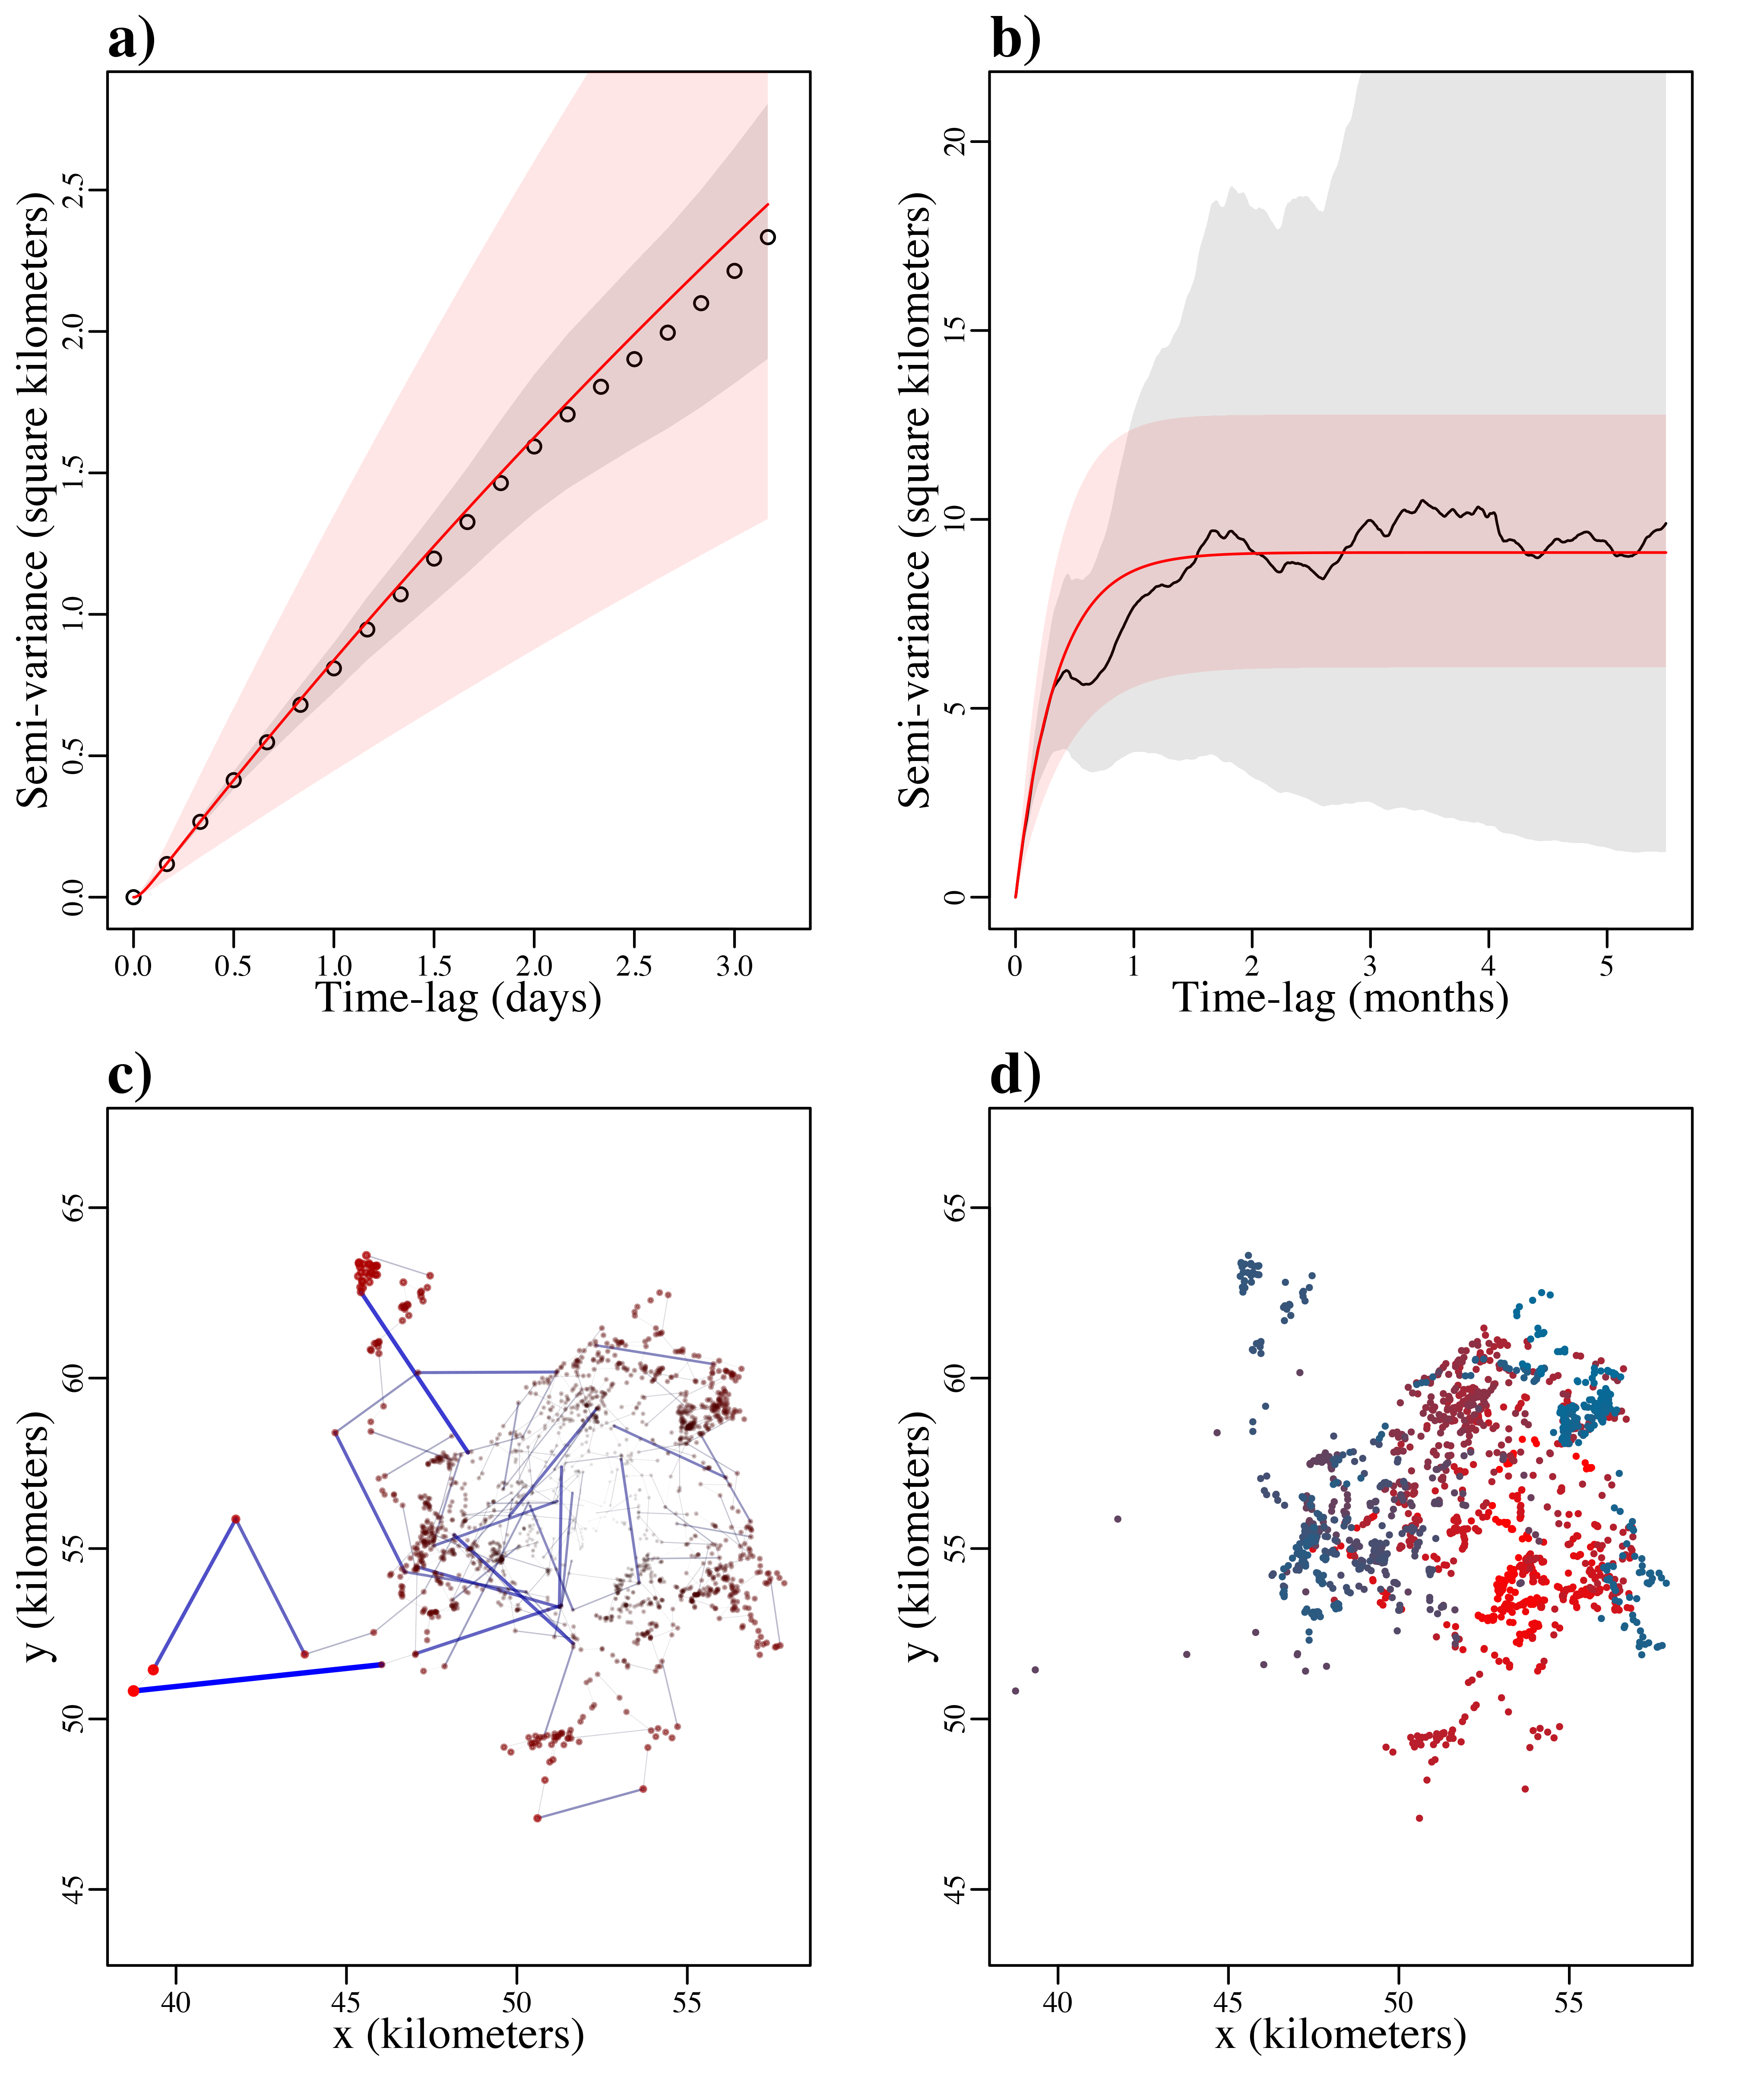 a)
Semi-variance (square kilometers)
2.5
2.0
1.5
1.0
0.5
0.0
0.0 0.5 1.0 1.5 2.0 2.5 3.0
Time-lag (days)
b)
Semi-variance (square kilometers)
20
15
10
5
0
0 1 2 3 4 5
Time-lag (months)
c)
y (kilometers)
65
60
55
50
45
40 45 50 55
x (kilometers)
d)
y (kilometers)
65
60
55
50
45
40 45 50 55
x (kilometers)